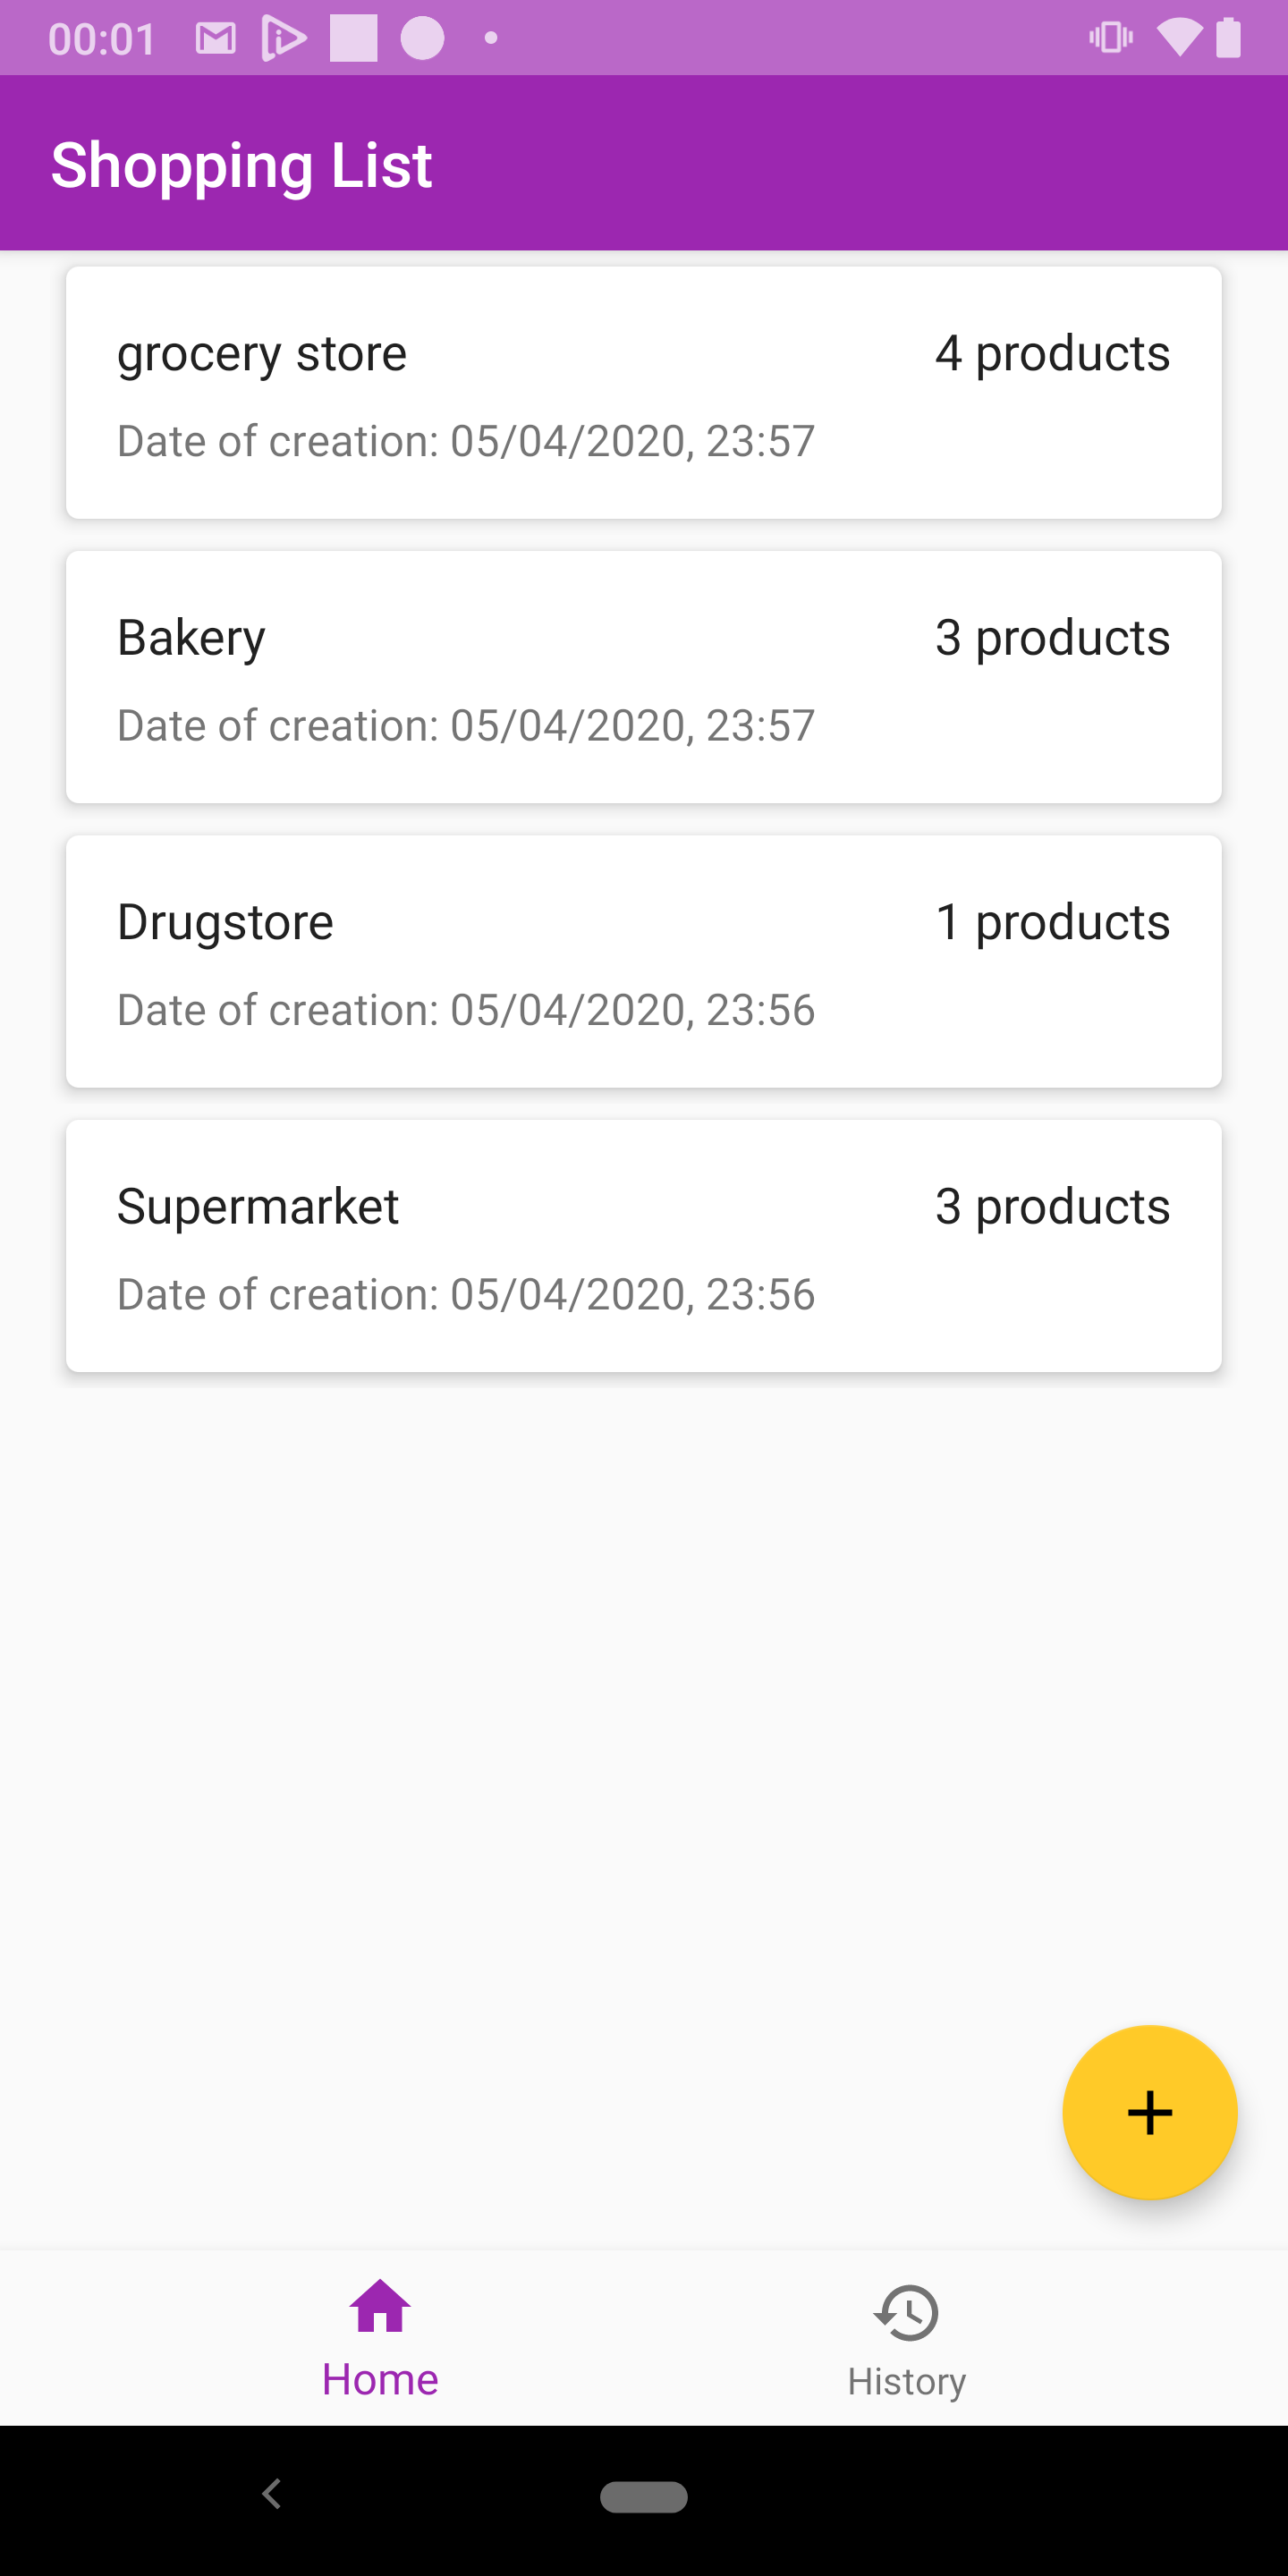 00:01
Shopping List
grocery store 4 products
Date of creation: 05/04/2020, 23:57
Bakery 3 products
Date of creation: 05/04/2020, 23:57
Drugstore 1 products
Date of creation: 05/04/2020, 23:56
Supermarket 3 products
Date of creation: 05/04/2020, 23:56
Home History